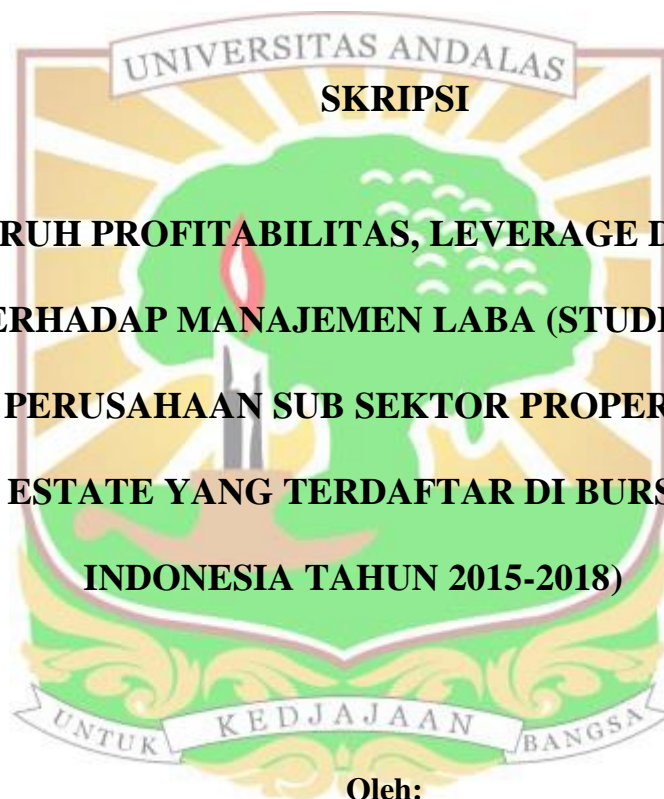 UNIVERSITAS ANDALAS
SKRIPSI
RUH PROFITABILITAS, LEVERAGE D
ERHADAP MANAJEMEN LABA (STUDI
PERUSAHAAN SUB SEKTOR PROPER
ESTATE YANG TERDAFTAR DI BURS
INDONESIA TAHUN 2015-2018)
UNTUK KEDJAJAAN BANGSA
Oleh: